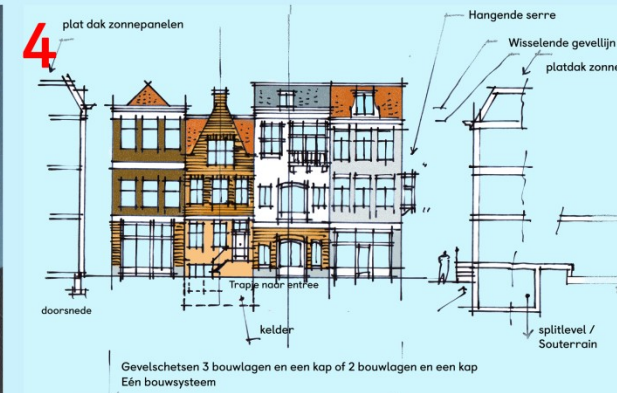 4
plat dak zonnepanelen
Hangende serre
Wisselende gevellijn
platdak zonne
doorsnede
Trapje naar entree
kelder
splitlevel /
Souterrain
Gevelschetsen 3 bouwlagen en een kap of 2 bouwlagen en een kap
Eén bouwsysteem